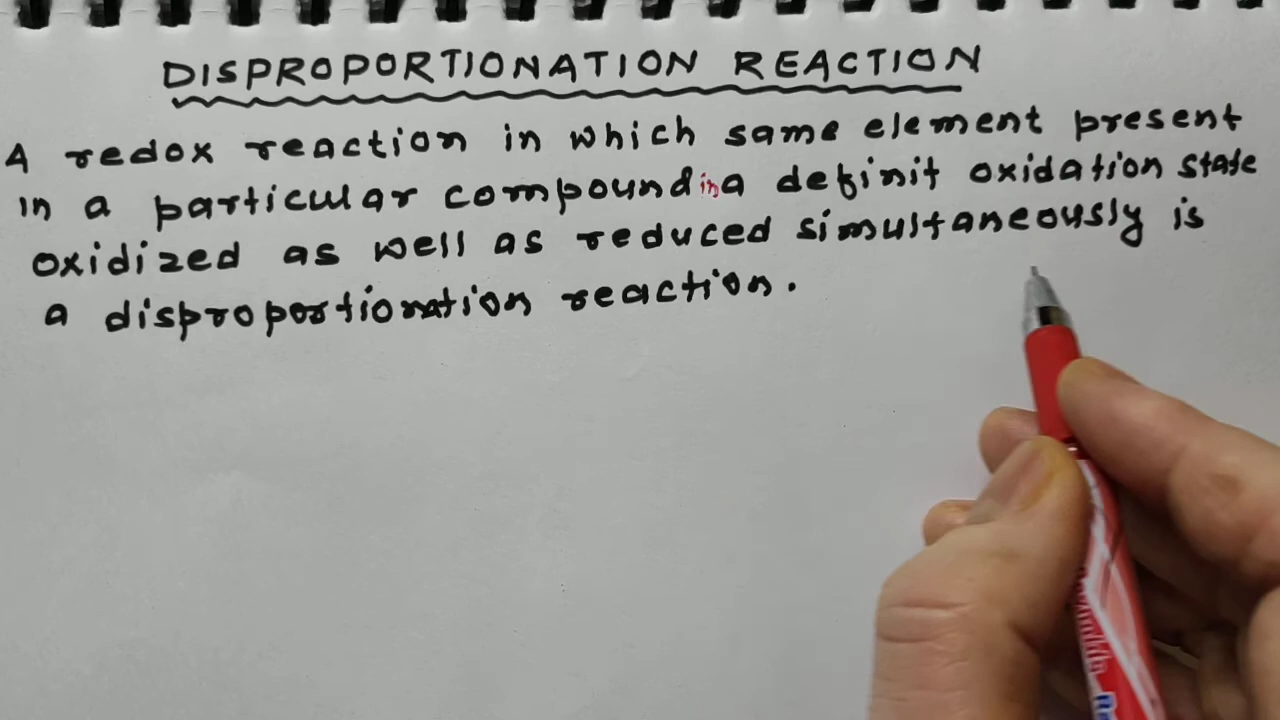 DISPROPORTIONATION REACTION
A redox reaction in which same element present
in a particular compound in a definit oxidation state
oxidized as well as reduced simultaneously is
a disproportionation reaction.